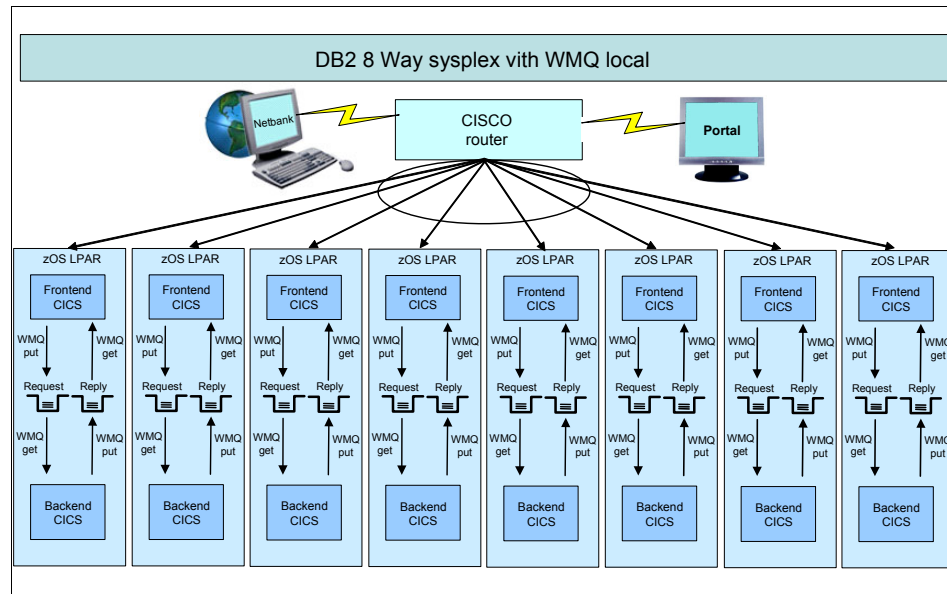 DB2 8 Way sysplex vith WMQ local
Netbank
CISCO
router
Portal
zOS LPAR
Frontend
CICS
WMQ
put
WMQ
get
Request
Reply
WMQ
get
WMQ
put
Backend
CICS
zOS LPAR
Frontend
CICS
WMQ
put
WMQ
get
Request
Reply
WMQ
get
WMQ
put
Backend
CICS
zOS LPAR
Frontend
CICS
WMQ
put
WMQ
get
Request
Reply
WMQ
get
WMQ
put
Backend
CICS
zOS LPAR
Frontend
CICS
WMQ
put
WMQ
get
Request
Reply
WMQ
get
WMQ
put
Backend
CICS
zOS LPAR
Frontend
CICS
WMQ
put
WMQ
get
Request
Reply
WMQ
get
WMQ
put
Backend
CICS
zOS LPAR
Frontend
CICS
WMQ
put
WMQ
get
Request
Reply
WMQ
get
WMQ
put
Backend
CICS
zOS LPAR
Frontend
CICS
WMQ
put
WMQ
get
Request
Reply
WMQ
get
WMQ
put
Backend
CICS
zOS LPAR
Frontend
CICS
WMQ
put
WMQ
get
Request
Reply
WMQ
get
WMQ
put
Backend
CICS